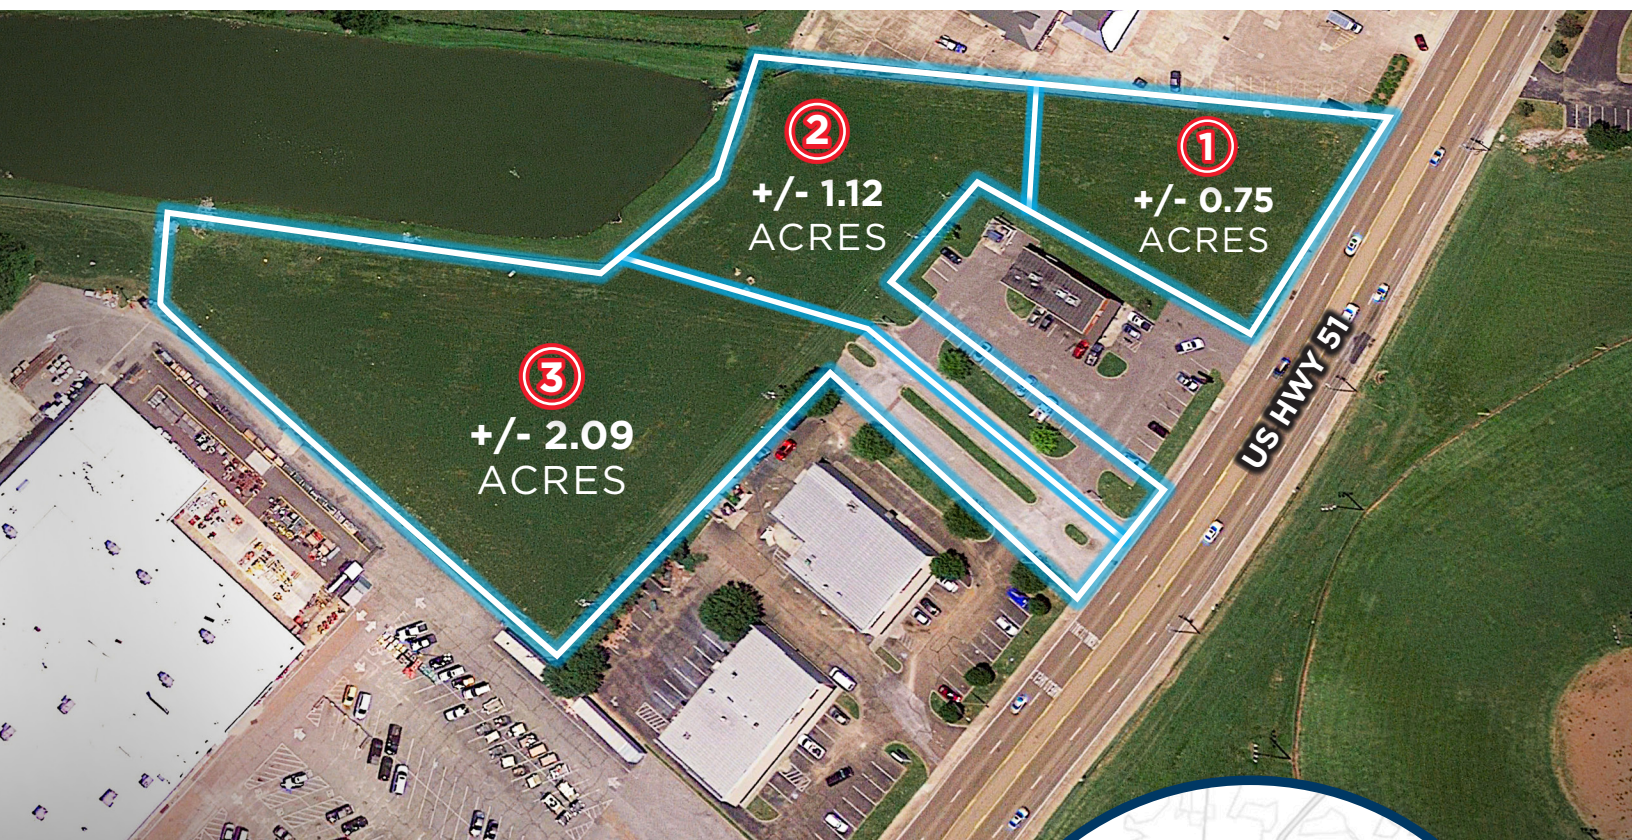 2
+/- 1.12
ACRES
1
+/- 0.75
ACRES
3
+/- 2.09
ACRES
US HWY 51